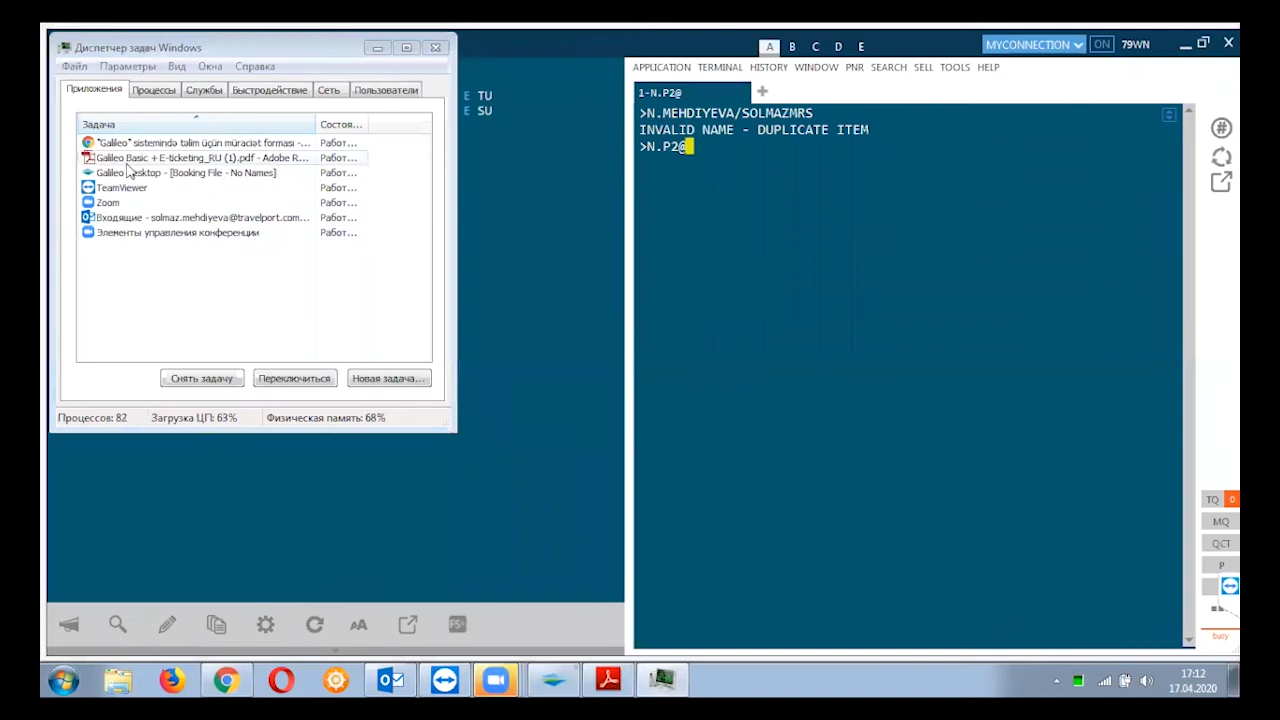 Диспетчер задач Windows
Файл Параметры Вид Окна Справка
Приложения Процессы Службы Быстродействие Сеть Пользователи
Задача Состоя...
"Galileo" sistemində təlim üçün müraciət forması -... Работ...
Galileo Basic + E-ticketing_RU (1).pdf - Adobe R... Работ...
Galileo Desktop - [Booking File - No Names] Работ...
TeamViewer Работ...
Zoom Работ...
Входящие - solmaz.mehdiyeva@travelport.com... Работ...
Элементы управления конференции Работ...
Снять задачу Переключиться Новая задача...
Процессов: 82 Загрузка ЦП: 63% Физическая память: 68%
E TU
E SU
A B C D E MYCONNECTION ON 79WN
APPLICATION TERMINAL HISTORY WINDOW PNR SEARCH SELL TOOLS HELP
1-N.P2@
>N.MEHDIYEVA/SOLMAZMRS
INVALID NAME - DUPLICATE ITEM
>N.P2@
TQ 0
MQ
QCT
P
busy
AA PS+
17:12
17.04.2020